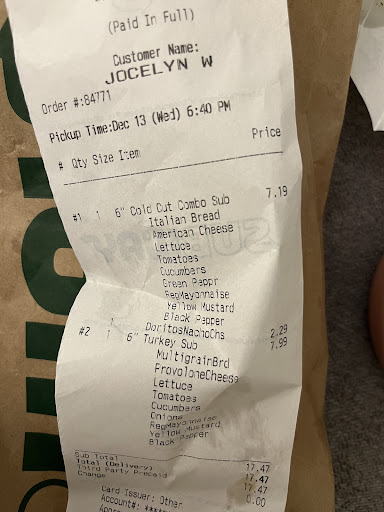 (Paid In Full)
Customer Name:
JOCELYN W
Order #:84771
Pickup Time:Dec 13 (Wed) 6:40 PM
# Qty Size Item Price
#1 1 6" Cold Cut Combo Sub 7.19
Italian Bread
American Cheese
Lettuce
Tomatoes
Cucumbers
Green Peppr
RegMayonnaise
Yellow Mustard
Black Pepper
1 DoritosNachoChs 2.29
#2 1 6" Turkey Sub 7.99
MultigrainBrd
ProvoloneCheese
Lettuce
Tomatoes
Cucumbers
Onions
RegMayonnaise
Yellow Mustard
Black Pepper
Sub Total 17.47
Total (Delivery) 17.47
Third Party Prepaid 17.47
Change 0.00
Card Issuer: Other
Account#: ****